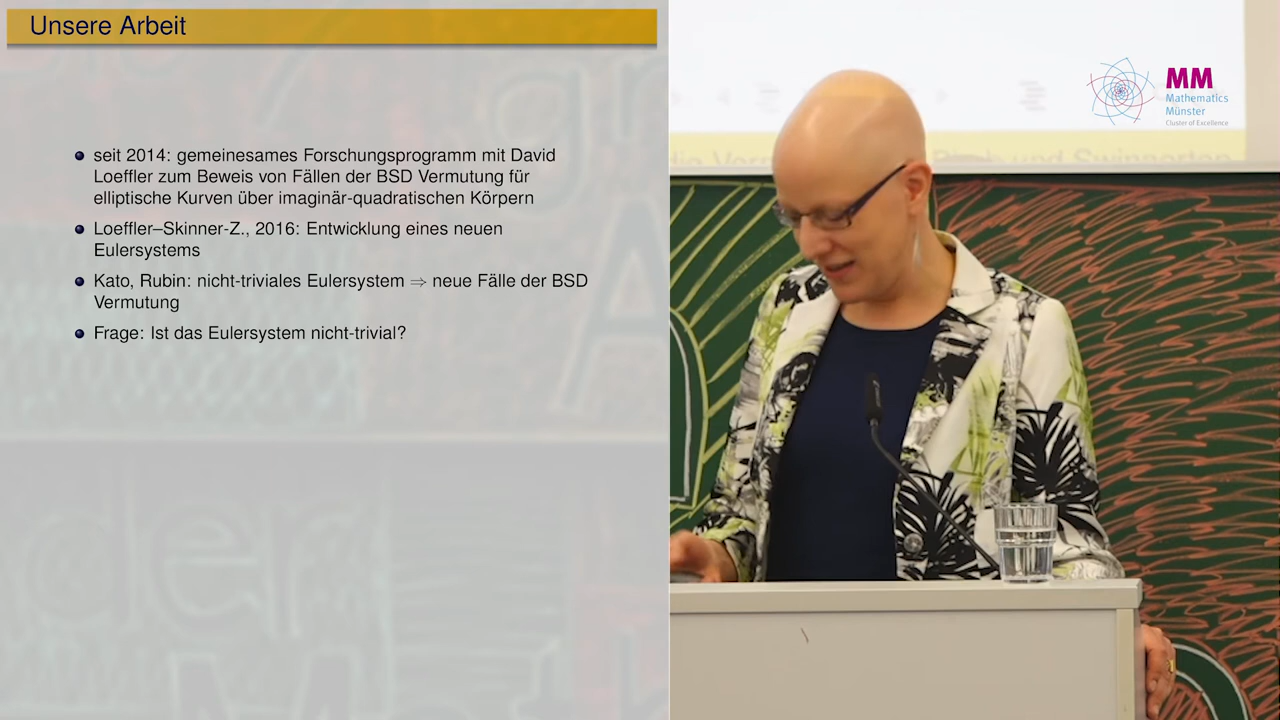 Unsere Arbeit
seit 2014: gemeinesames Forschungsprogramm mit David
Loeffler zum Beweis von Fällen der BSD Vermutung für
elliptische Kurven über imaginär-quadratischen Körpern
Loeffler–Skinner-Z., 2016: Entwicklung eines neuen
Eulersystems
Kato, Rubin: nicht-triviales Eulersystem ⇒ neue Fälle der BSD
Vermutung
Frage: Ist das Eulersystem nicht-trivial?
MM
Mathematics
Münster
Cluster of Excellence